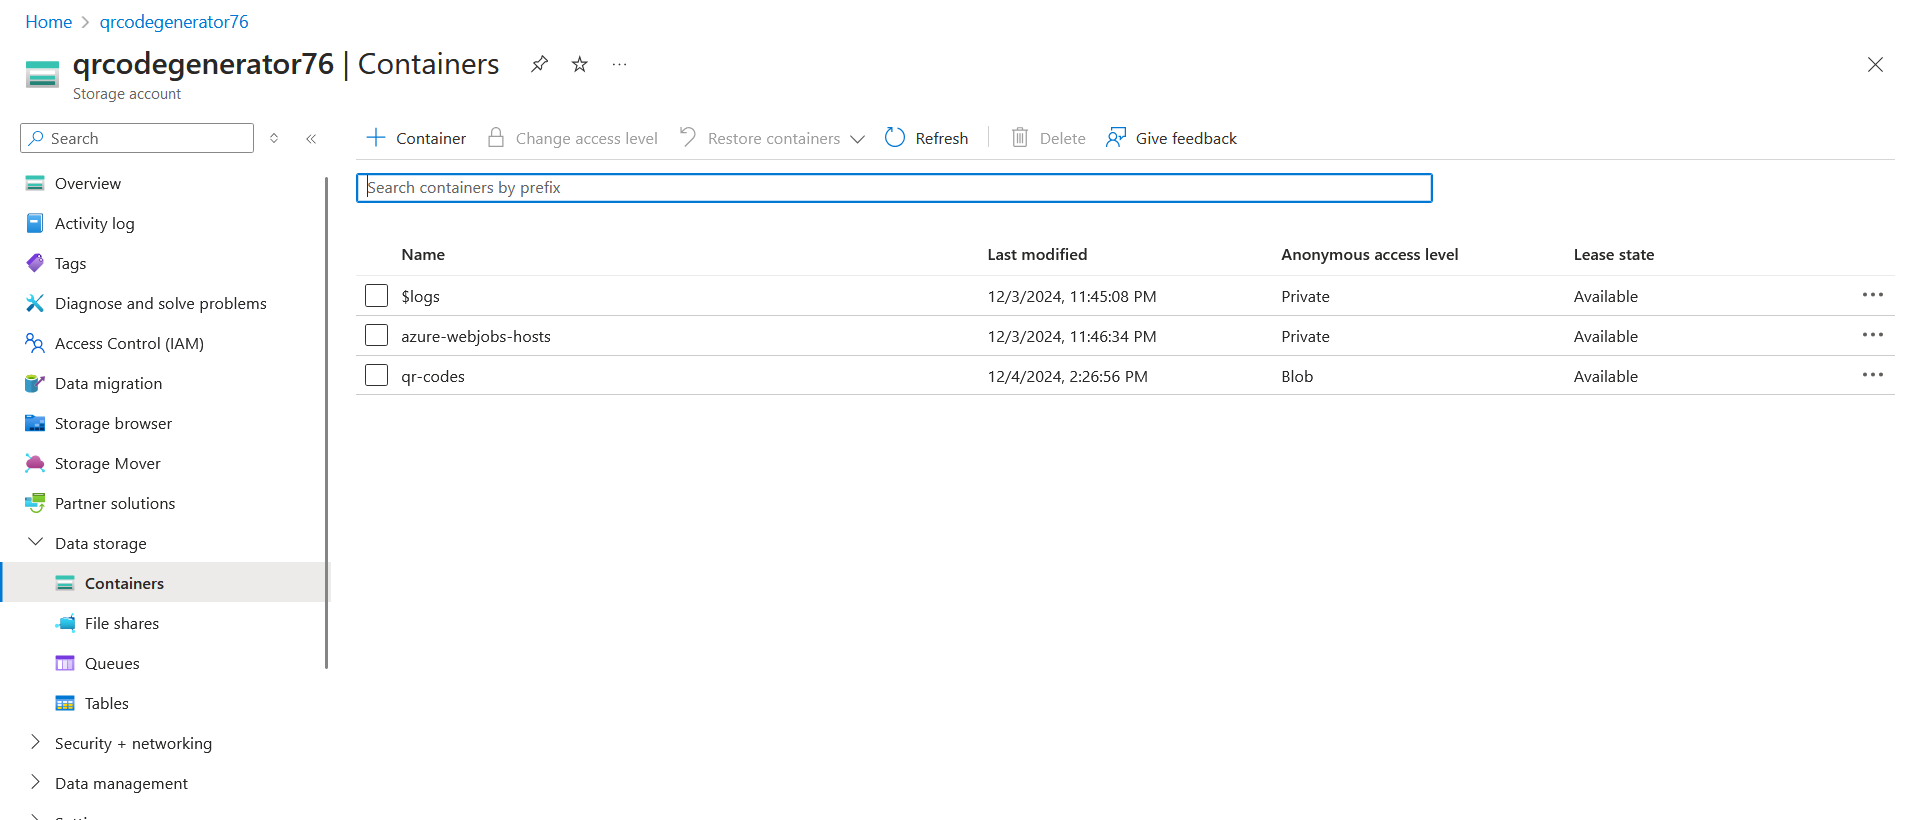 Home > qrcodegenerator76
qrcodegenerator76 | Containers
Storage account
Search
Container
Change access level
Restore containers
Refresh
Delete
Give feedback
Search containers by prefix
Overview
Activity log
Tags
Diagnose and solve problems
Access Control (IAM)
Data migration
Storage browser
Storage Mover
Partner solutions
Data storage
Containers
File shares
Queues
Tables
Security + networking
Data management
Name Last modified Anonymous access level Lease state
$logs 12/3/2024, 11:45:08 PM Private Available
azure-webjobs-hosts 12/3/2024, 11:46:34 PM Private Available
qr-codes 12/4/2024, 2:26:56 PM Blob Available